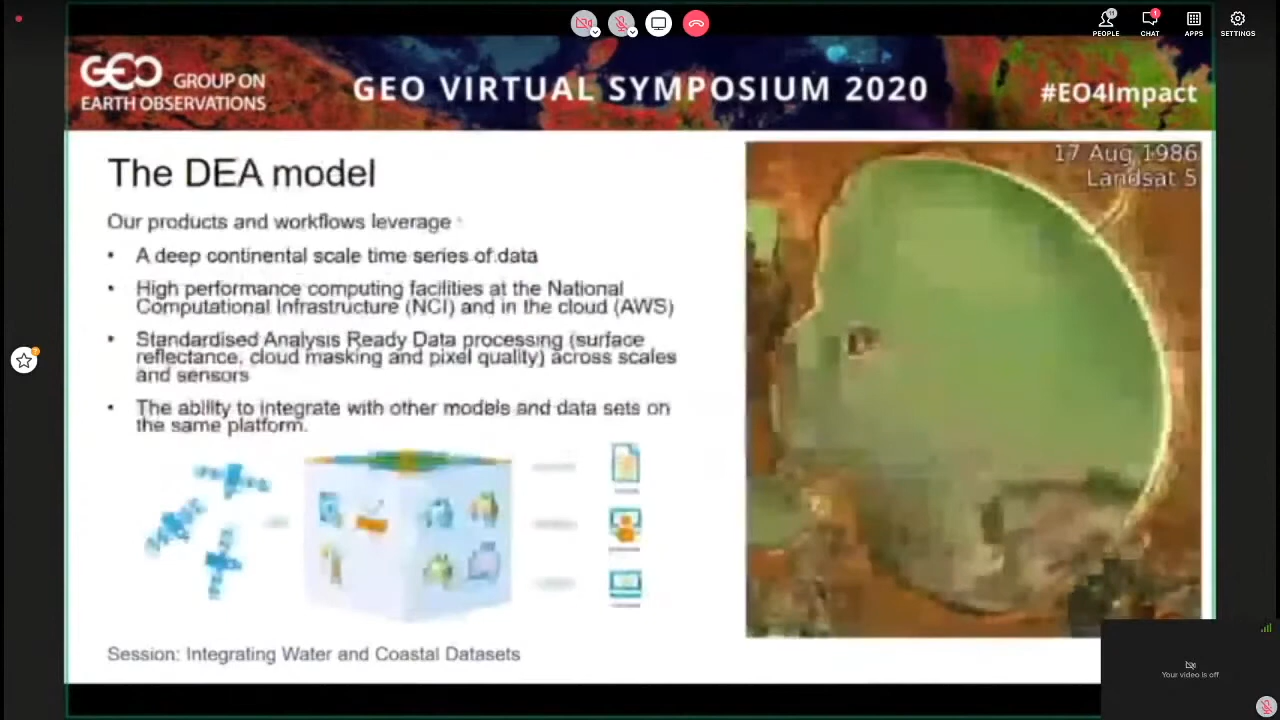 PEOPLE
11
CHAT
1
APPS
SETTINGS
GEO GROUP ON
EARTH OBSERVATIONS
GEO VIRTUAL SYMPOSIUM 2020
#EO4Impact
The DEA model
17 Aug 1986
Landsat 5
Our products and workflows leverage
• A deep continental scale time series of data
• High performance computing facilities at the National
Computational Infrastructure (NCI) and in the cloud (AWS)
• Standardised Analysis Ready Data processing (surface
reflectance, cloud masking and pixel quality) across scales
and sensors
• The ability to integrate with other models and data sets on
the same platform.
Session: Integrating Water and Coastal Datasets
Your video is off